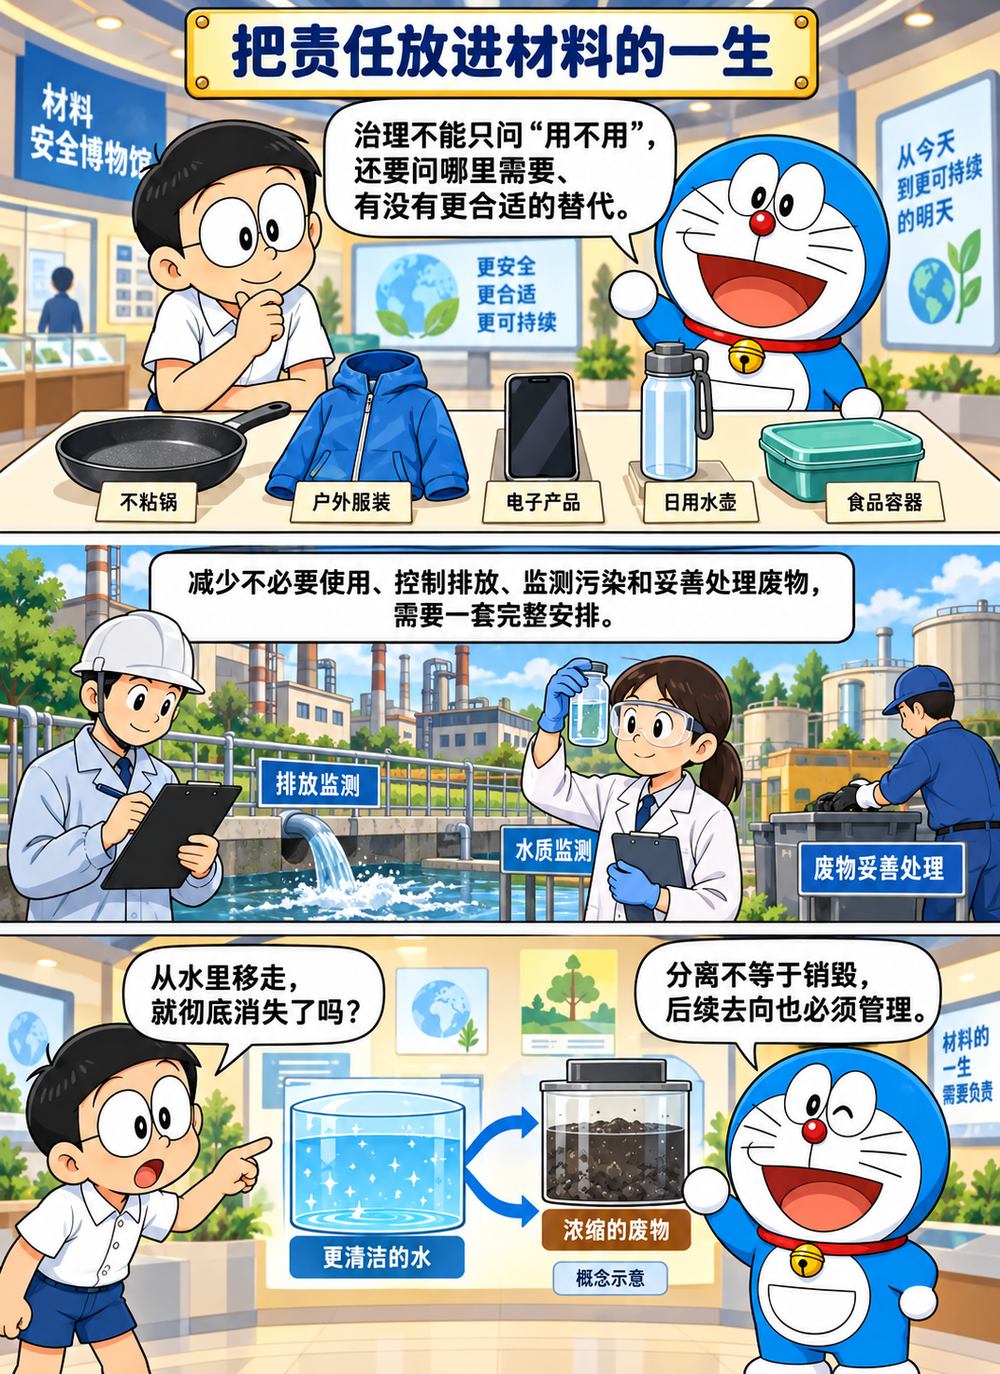 把责任放进材料的一生
材料
安全博物馆
治理不能只问“用不用”，
还要问哪里需要、
有没有更合适的替代。
从今天
到更可持续
的明天
更安全
更合适
更可持续
不粘锅
户外服装
电子产品
日用水壶
食品容器
减少不必要使用、控制排放、监测污染和妥善处理废物，
需要一套完整安排。
排放监测
水质监测
废物妥善处理
从水里移走，
就彻底消失了吗？
分离不等于销毁，
后续去向也必须管理。
材料的
一生
需要负责
更清洁的水
浓缩的废物
概念示意